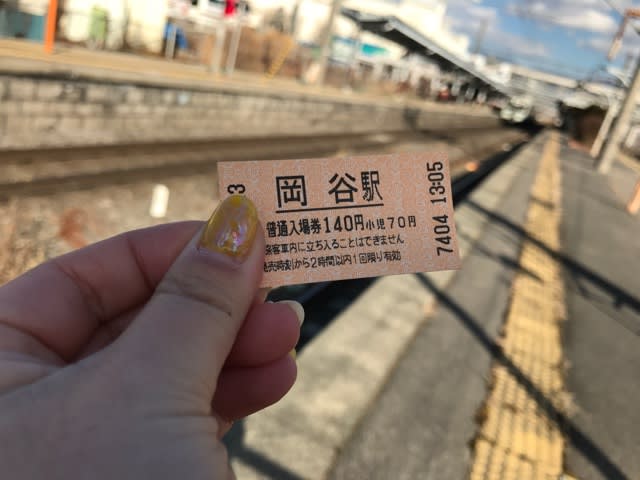 岡谷駅
普通入場券140円小児70円
旅客車内に立ち入ることはできません
発売時刻から2時間以内1回限り有効
7404 13:05
3